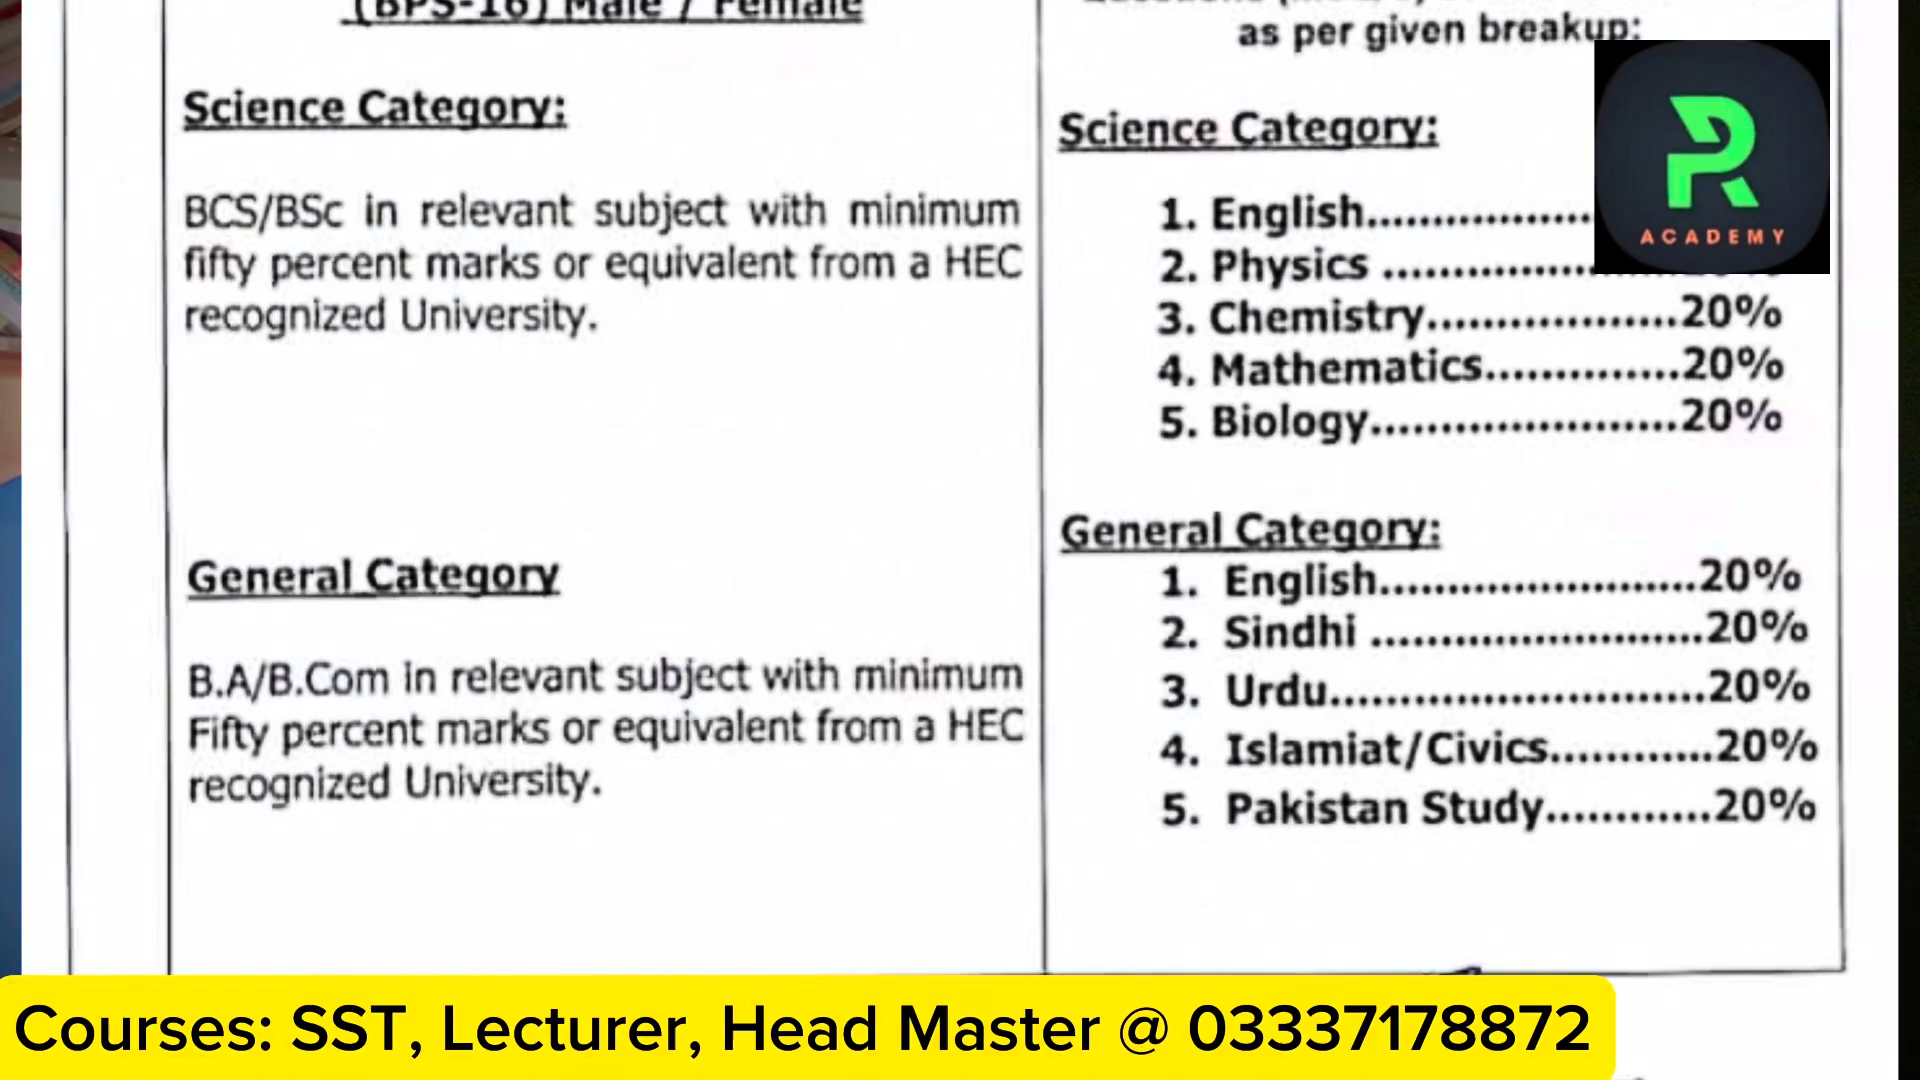 (BPS-16) Male / Female
Science Category:
BCS/BSc in relevant subject with minimum
fifty percent marks or equivalent from a HEC
recognized University.
General Category
B.A/B.Com in relevant subject with minimum
Fifty percent marks or equivalent from a HEC
recognized University.
as per given breakup:
Science Category:
1. English..................
2. Physics ..................
3. Chemistry..................20%
4. Mathematics..............20%
5. Biology......................20%
General Category:
1. English.......................20%
2. Sindhi ........................20%
3. Urdu...........................20%
4. Islamiat/Civics............20%
5. Pakistan Study............20%
R
ACADEMY
Courses: SST, Lecturer, Head Master @ 03337178872